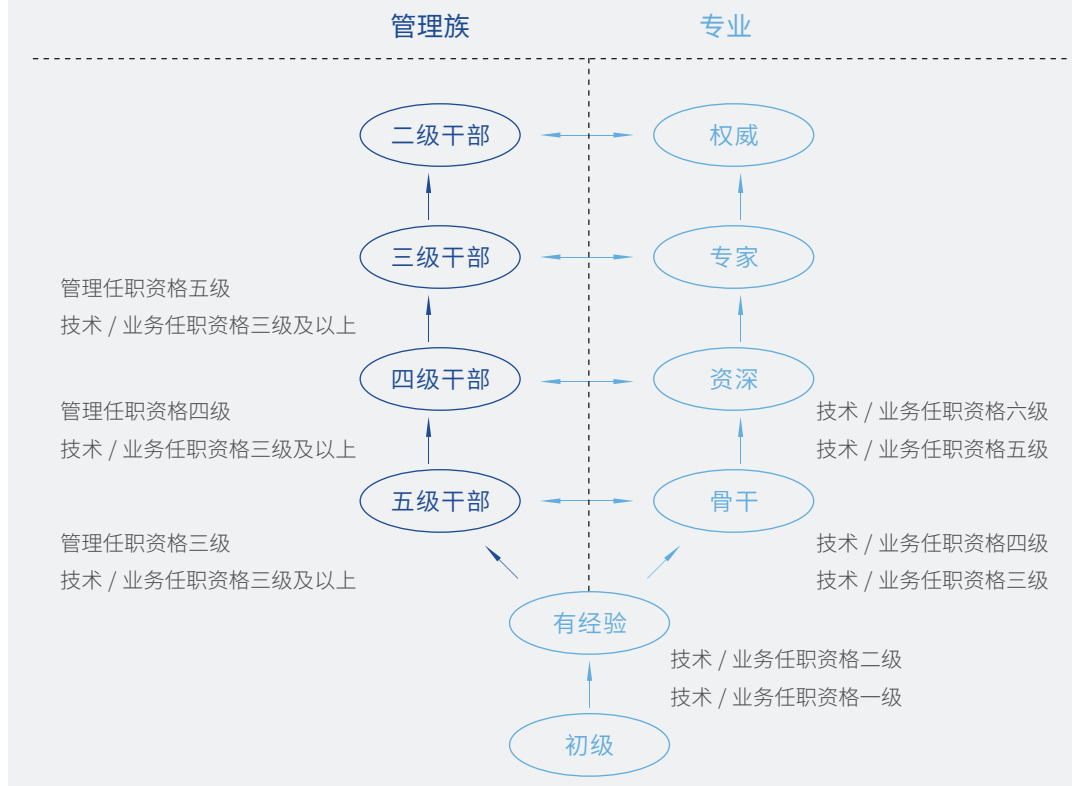 管理族
专业
二级干部
权威
三级干部
专家
管理任职资格五级
技术 / 业务任职资格三级及以上
四级干部
资深
管理任职资格四级
技术 / 业务任职资格三级及以上
技术 / 业务任职资格六级
技术 / 业务任职资格五级
五级干部
骨干
管理任职资格三级
技术 / 业务任职资格三级及以上
技术 / 业务任职资格四级
技术 / 业务任职资格三级
有经验
技术 / 业务任职资格二级
技术 / 业务任职资格一级
初级